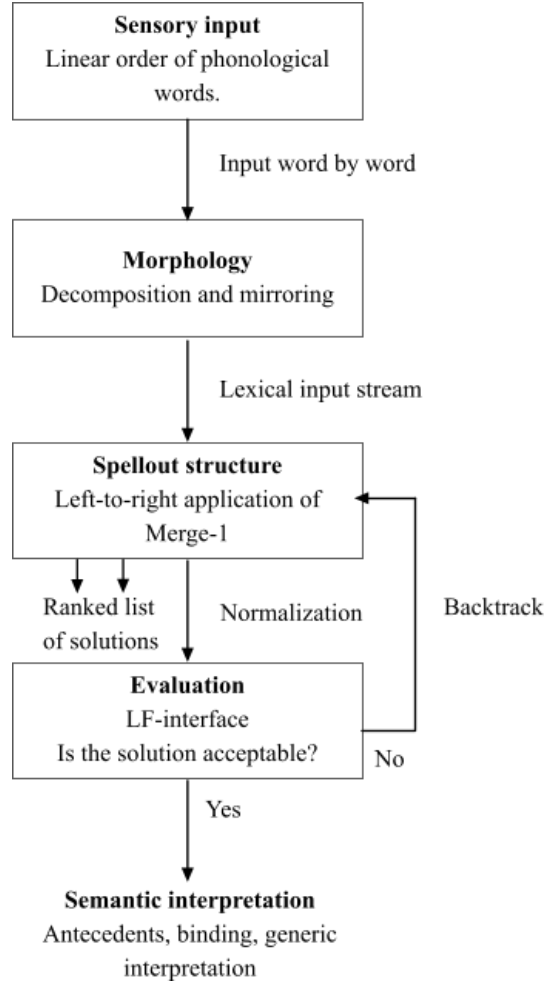 Sensory input
Linear order of phonological
words.
Input word by word
Morphology
Decomposition and mirroring
Lexical input stream
Spellout structure
Left-to-right application of
Merge-1
Ranked list
of solutions
Normalization
Backtrack
Evaluation
LF-interface
Is the solution acceptable?
No
Yes
Semantic interpretation
Antecedents, binding, generic
interpretation